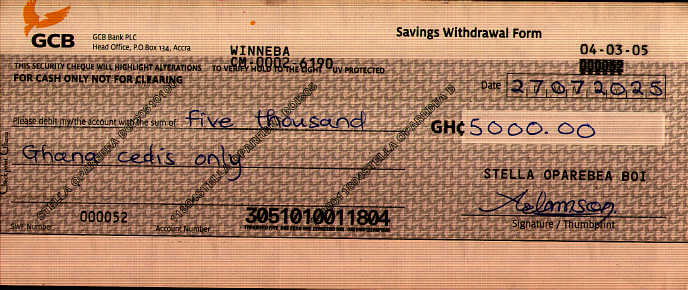 GCB
GCB Bank PLC
Head Office, P.O.Box 134, Accra
Savings Withdrawal Form
WINNEBA
CM:0002-6190
04-03-05
000052
THIS SECURITY CHEQUE WILL HIGHLIGHT ALTERATIONS TO VERIFY HOLD TO THE LIGHT UV PROTECTED
FOR CASH ONLY NOT FOR CLEARING
Date 27072025
Please debit my/the account with the sum of five thousand
GH¢ 5000.00
Ghana cedis only
STELLA OPAREBEA BOI
Signature / Thumbprint
000052
3051010011804
SWF Number
Account Number